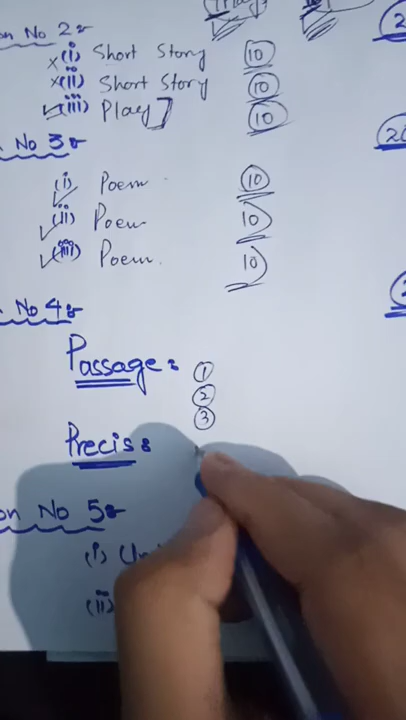 on No 2:-
(i) Short Story 10
(ii) Short Story 10
(iii) Play 10
No 3:-
(i) Poem 10
(ii) Poem 10
(iii) Poem. 10
No 4:-
Passage:
1
2
3
Precis:
on No 5:-
(i)
(ii)